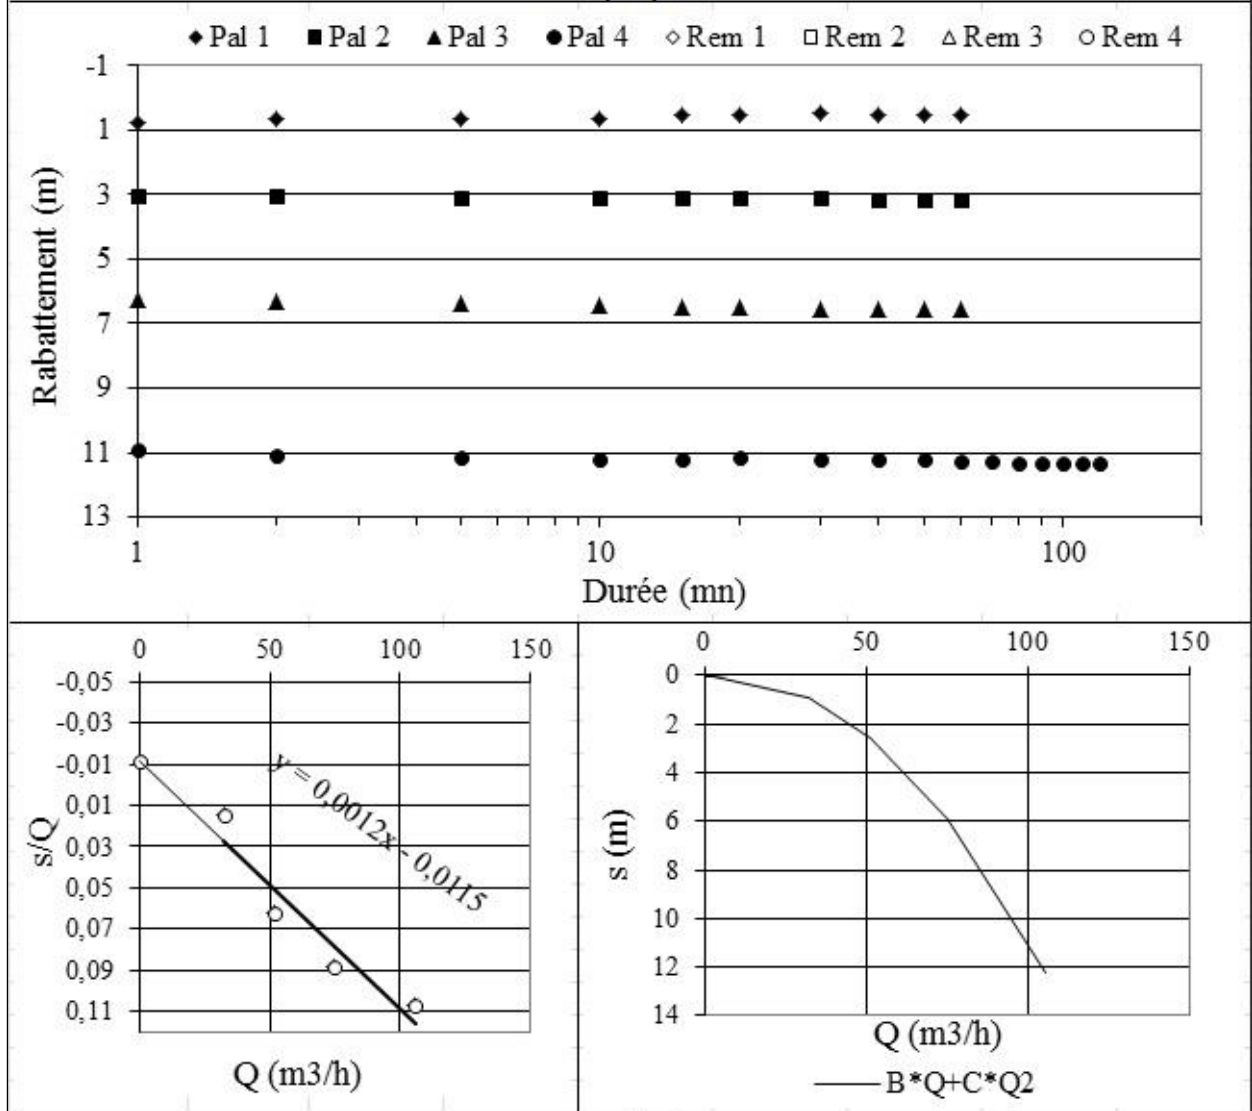 Pal 1 Pal 2 Pal 3 Pal 4 Rem 1 Rem 2 Rem 3 Rem 4
-1
1
3
5
7
9
11
13
Rabattement (m)
1 10 100
Durée (mn)
0 50 100 150
-0,05
-0,03
-0,01
0,01
0,03
0,05
0,07
0,09
0,11
s/Q
y = 0,0012x - 0,0115
Q (m3/h)
0 50 100 150
0
2
4
6
8
10
12
14
s (m)
Q (m3/h)
B*Q+C*Q2